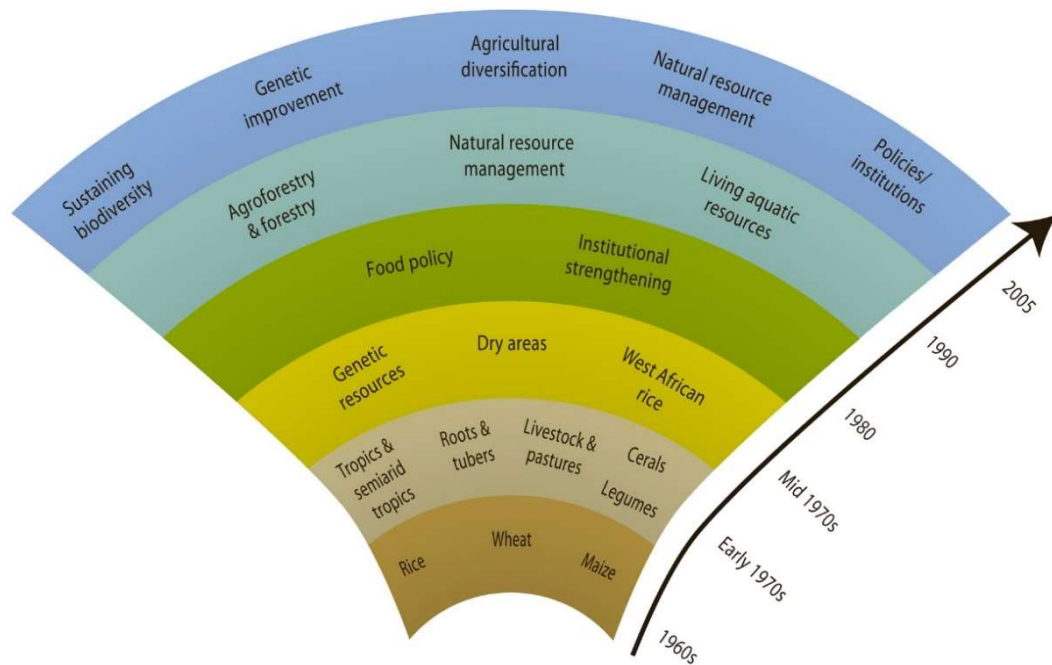 Sustaining
biodiversity
Genetic
improvement
Agricultural
diversification
Natural resource
management
Policies/
institutions
Agroforestry
& forestry
Natural resource
management
Living aquatic
resources
Food policy
Institutional
strengthening
Genetic
resources
Dry areas
West African
rice
Tropics &
semiarid
tropics
Roots &
tubers
Livestock &
pastures
Cerals
Legumes
Rice
Wheat
Maize
2005
1990
1980
Mid 1970s
Early 1970s
1960s